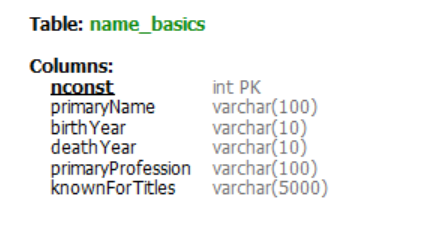 Table: name_basics
Columns:
nconst int PK
primaryName varchar(100)
birthYear varchar(10)
deathYear varchar(10)
primaryProfession varchar(100)
knownForTitles varchar(5000)